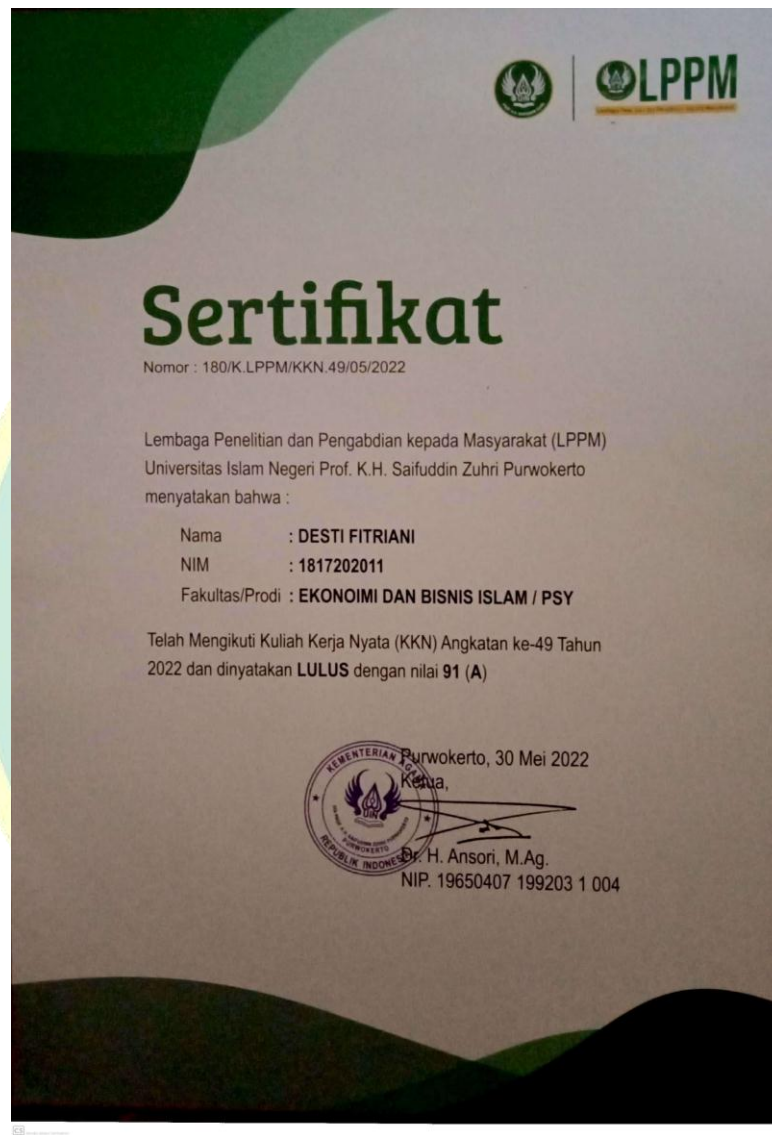 LPPM
Sertifikat
Nomor : 180/K.LPPM/KKN.49/05/2022
Lembaga Penelitian dan Pengabdian kepada Masyarakat (LPPM)
Universitas Islam Negeri Prof. K.H. Saifuddin Zuhri Purwokerto
menyatakan bahwa :
Nama : DESTI FITRIANI
NIM : 1817202011
Fakultas/Prodi : EKONOIMI DAN BISNIS ISLAM / PSY
Telah Mengikuti Kuliah Kerja Nyata (KKN) Angkatan ke-49 Tahun
2022 dan dinyatakan LULUS dengan nilai 91 (A)
Purwokerto, 30 Mei 2022
Ketua,
KEMENTERIAN AGAMA
UIN
PURWOKERTO
REPUBLIK INDONESIA
Dr. H. Ansori, M.Ag.
NIP. 19650407 199203 1 004
CS